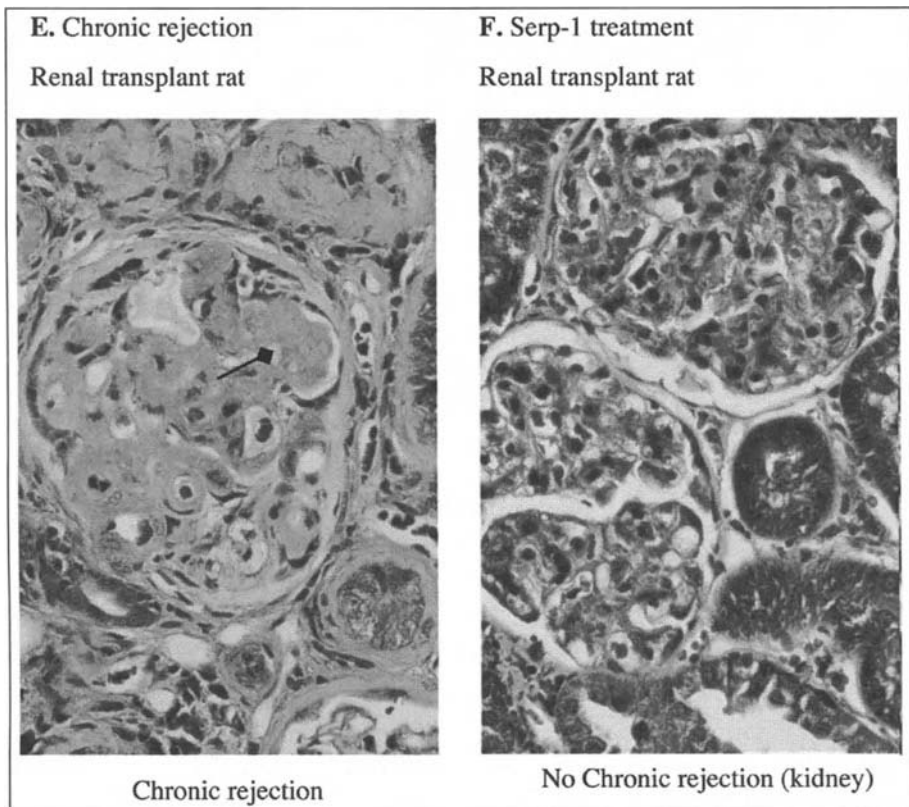 E. Chronic rejection
Renal transplant rat
F. Serp-1 treatment
Renal transplant rat
Chronic rejection
No Chronic rejection (kidney)